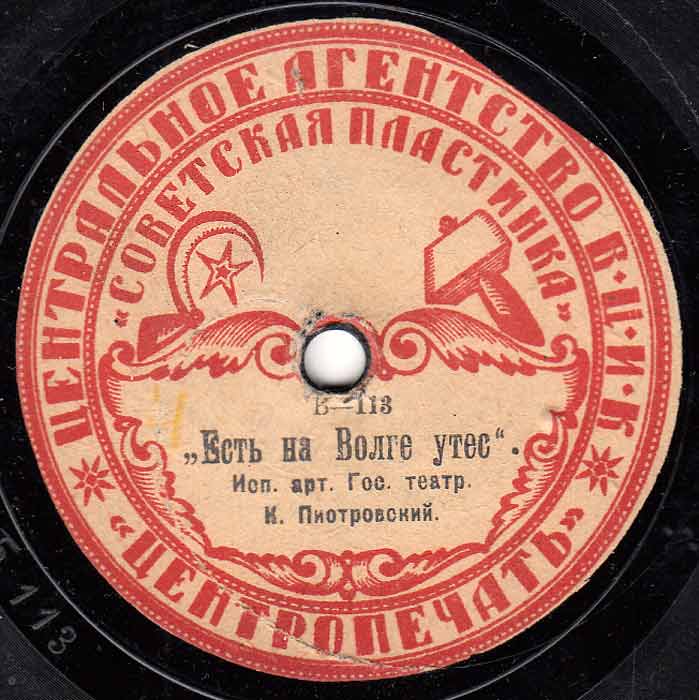 ЦЕНТРАЛЬНОЕ АГЕНТСТВО В·Ц·И·К
«СОВЕТСКАЯ ПЛАСТИНКА»
В—113
„Есть на Волге утес“.
Исп. арт. Гос. театр.
К. Пиотровский.
«ЦЕНТРОПЕЧАТЬ»
Б 113